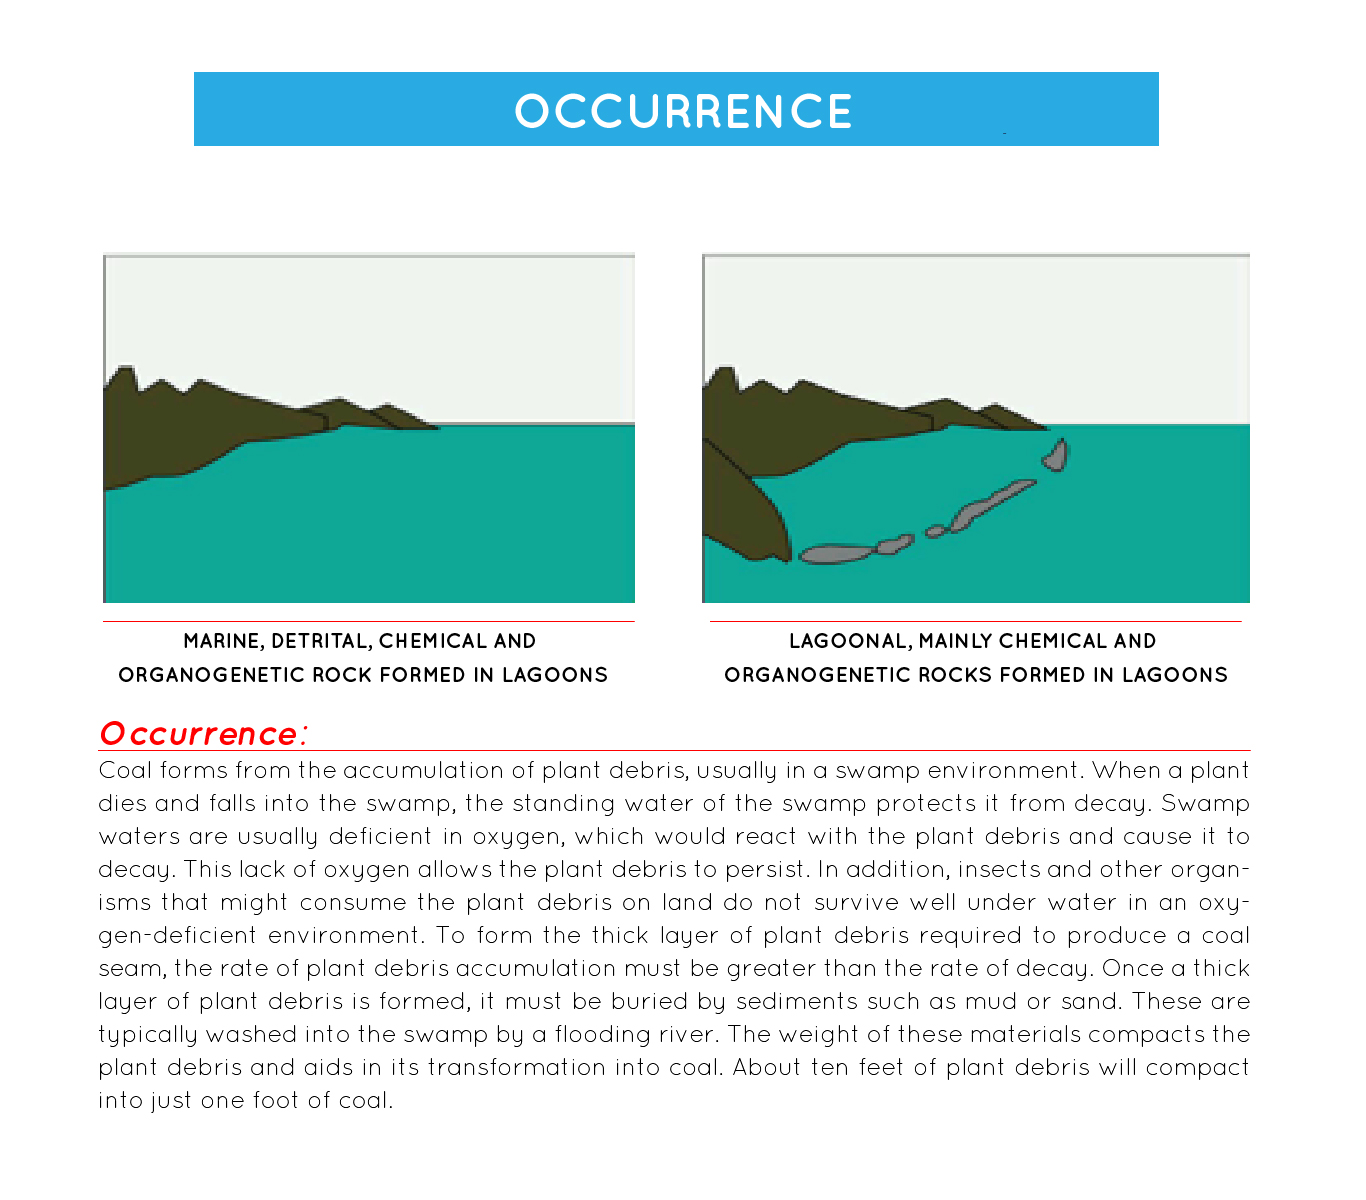 OCCURRENCE
MARINE, DETRITAL, CHEMICAL AND
ORGANOGENETIC ROCK FORMED IN LAGOONS
LAGOONAL, MAINLY CHEMICAL AND
ORGANOGENETIC ROCKS FORMED IN LAGOONS
Occurrence:
Coal forms from the accumulation of plant debris, usually in a swamp environment. When a plant
dies and falls into the swamp, the standing water of the swamp protects it from decay. Swamp
waters are usually deficient in oxygen, which would react with the plant debris and cause it to
decay. This lack of oxygen allows the plant debris to persist. In addition, insects and other organ-
isms that might consume the plant debris on land do not survive well under water in an oxy-
gen-deficient environment. To form the thick layer of plant debris required to produce a coal
seam, the rate of plant debris accumulation must be greater than the rate of decay. Once a thick
layer of plant debris is formed, it must be buried by sediments such as mud or sand. These are
typically washed into the swamp by a flooding river. The weight of these materials compacts the
plant debris and aids in its transformation into coal. About ten feet of plant debris will compact
into just one foot of coal.